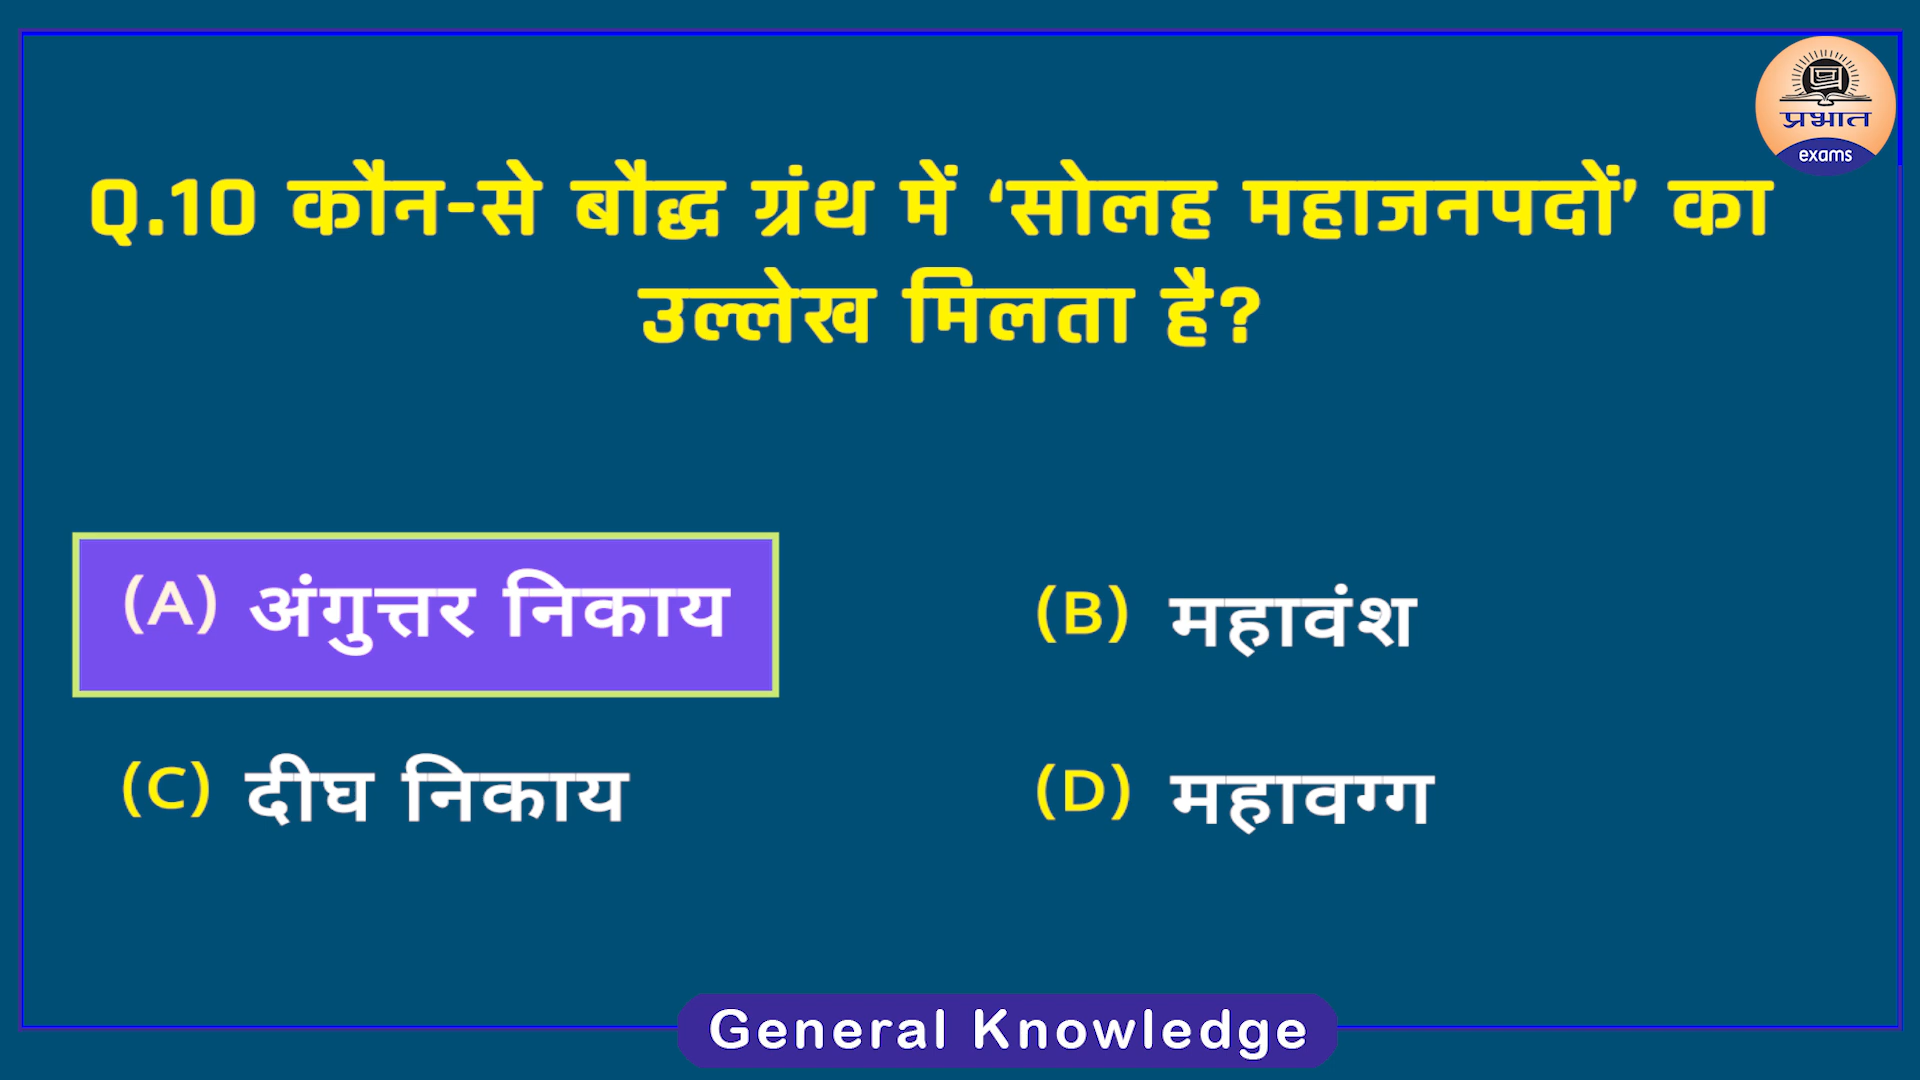 प्रभात
exams
Q.10 कौन-से बौद्ध ग्रंथ में ‘सोलह महाजनपदों’ का
उल्लेख मिलता है?
(A) अंगुत्तर निकाय
(B) महावंश
(C) दीघ निकाय
(D) महावग्ग
General Knowledge